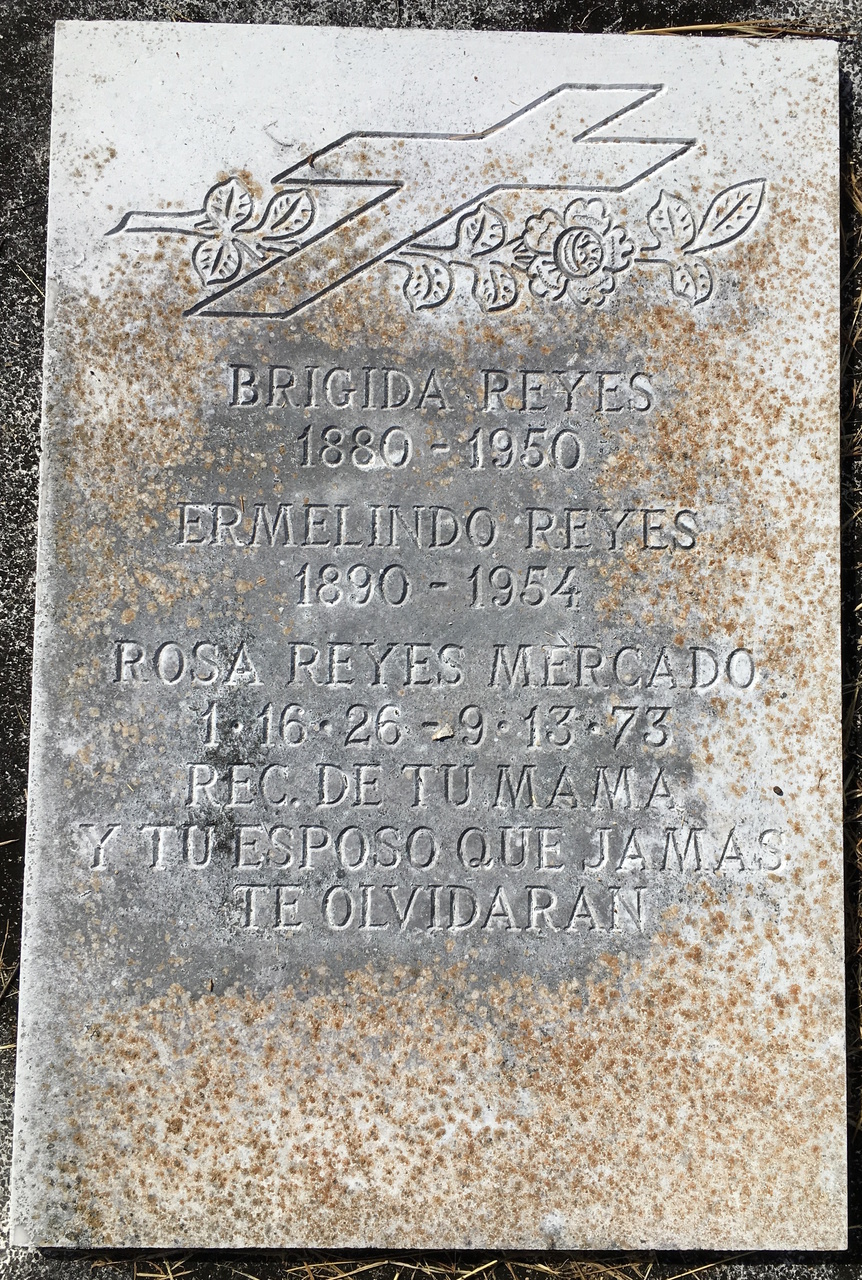 BRIGIDA REYES
1880 - 1950
ERMELINDO REYES
1890 - 1954
ROSA REYES MÈRCADO
1·16·26 - 9·13·73
REC. DE TU MAMA
Y TU ESPOSO QUE JAMAS
TE OLVIDARAN